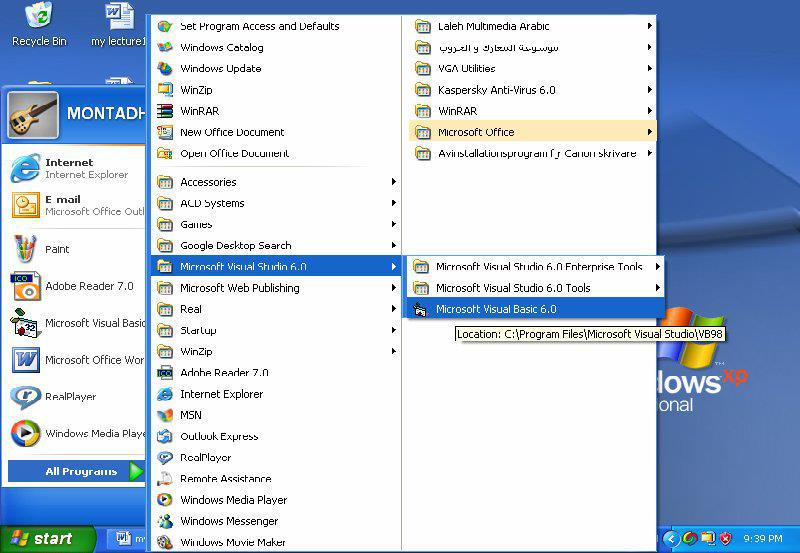 Recycle Bin
my lecture1
MONTADH
Internet
Internet Explorer
E-mail
Microsoft Office Outl
Paint
Adobe Reader 7.0
Microsoft Visual Basic
Microsoft Office Wor
RealPlayer
Windows Media Playe
All Programs
Set Program Access and Defaults
Windows Catalog
Windows Update
WinZip
WinRAR
New Office Document
Open Office Document
Accessories
ACD Systems
Games
Google Desktop Search
Microsoft Visual Studio 6.0
Microsoft Web Publishing
Real
Startup
WinZip
Adobe Reader 7.0
Internet Explorer
MSN
Outlook Express
RealPlayer
Remote Assistance
Windows Media Player
Windows Messenger
Windows Movie Maker
Laleh Multimedia Arabic
موسوعة المعارك و الحروب
VGA Utilities
Kaspersky Anti-Virus 6.0
WinRAR
Microsoft Office
Avinstallationsprogram f¸r Canon skrivare
Microsoft Visual Studio 6.0 Enterprise Tools
Microsoft Visual Studio 6.0 Tools
Microsoft Visual Basic 6.0
Location: C:\Program Files\Microsoft Visual Studio\VB98
dows xp
onal
start
my
9:39 PM